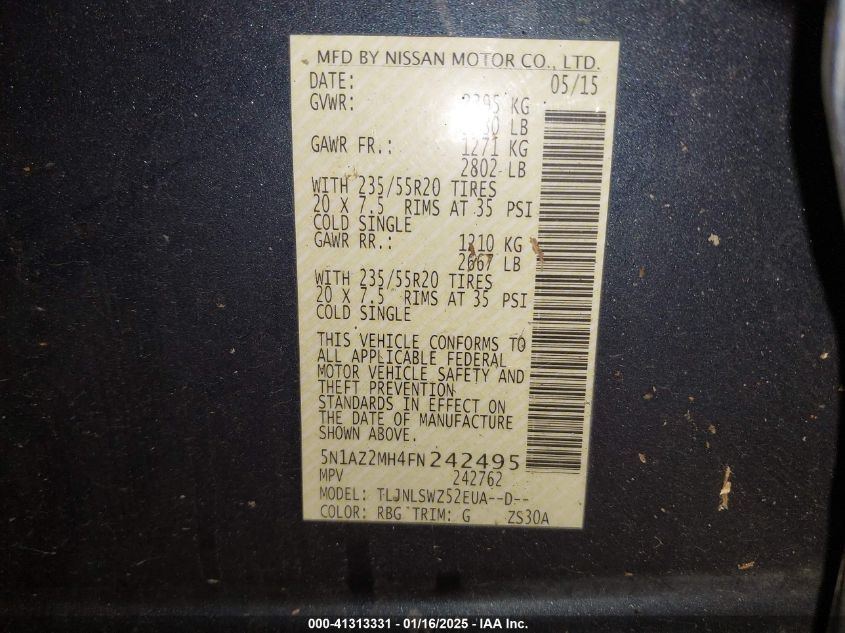 MFD BY NISSAN MOTOR CO., LTD.
DATE: 05/15
GVWR: KG
LB
GAWR FR.: 1271 KG
2802 LB
WITH 235/55R20 TIRES
20 X 7.5 RIMS AT 35 PSI
COLD SINGLE
GAWR RR.: 1210 KG
2667 LB
WITH 235/55R20 TIRES
20 X 7.5 RIMS AT 35 PSI
COLD SINGLE
THIS VEHICLE CONFORMS TO
ALL APPLICABLE FEDERAL
MOTOR VEHICLE SAFETY AND
THEFT PREVENTION
STANDARDS IN EFFECT ON
THE DATE OF MANUFACTURE
SHOWN ABOVE.
5N1AZ2MH4FN242495
MPV 242762
MODEL: TLJNLSWZ52EUA--D--
COLOR: RBG TRIM: G ZS30A
000-41313331 - 01/16/2025 - IAA Inc.